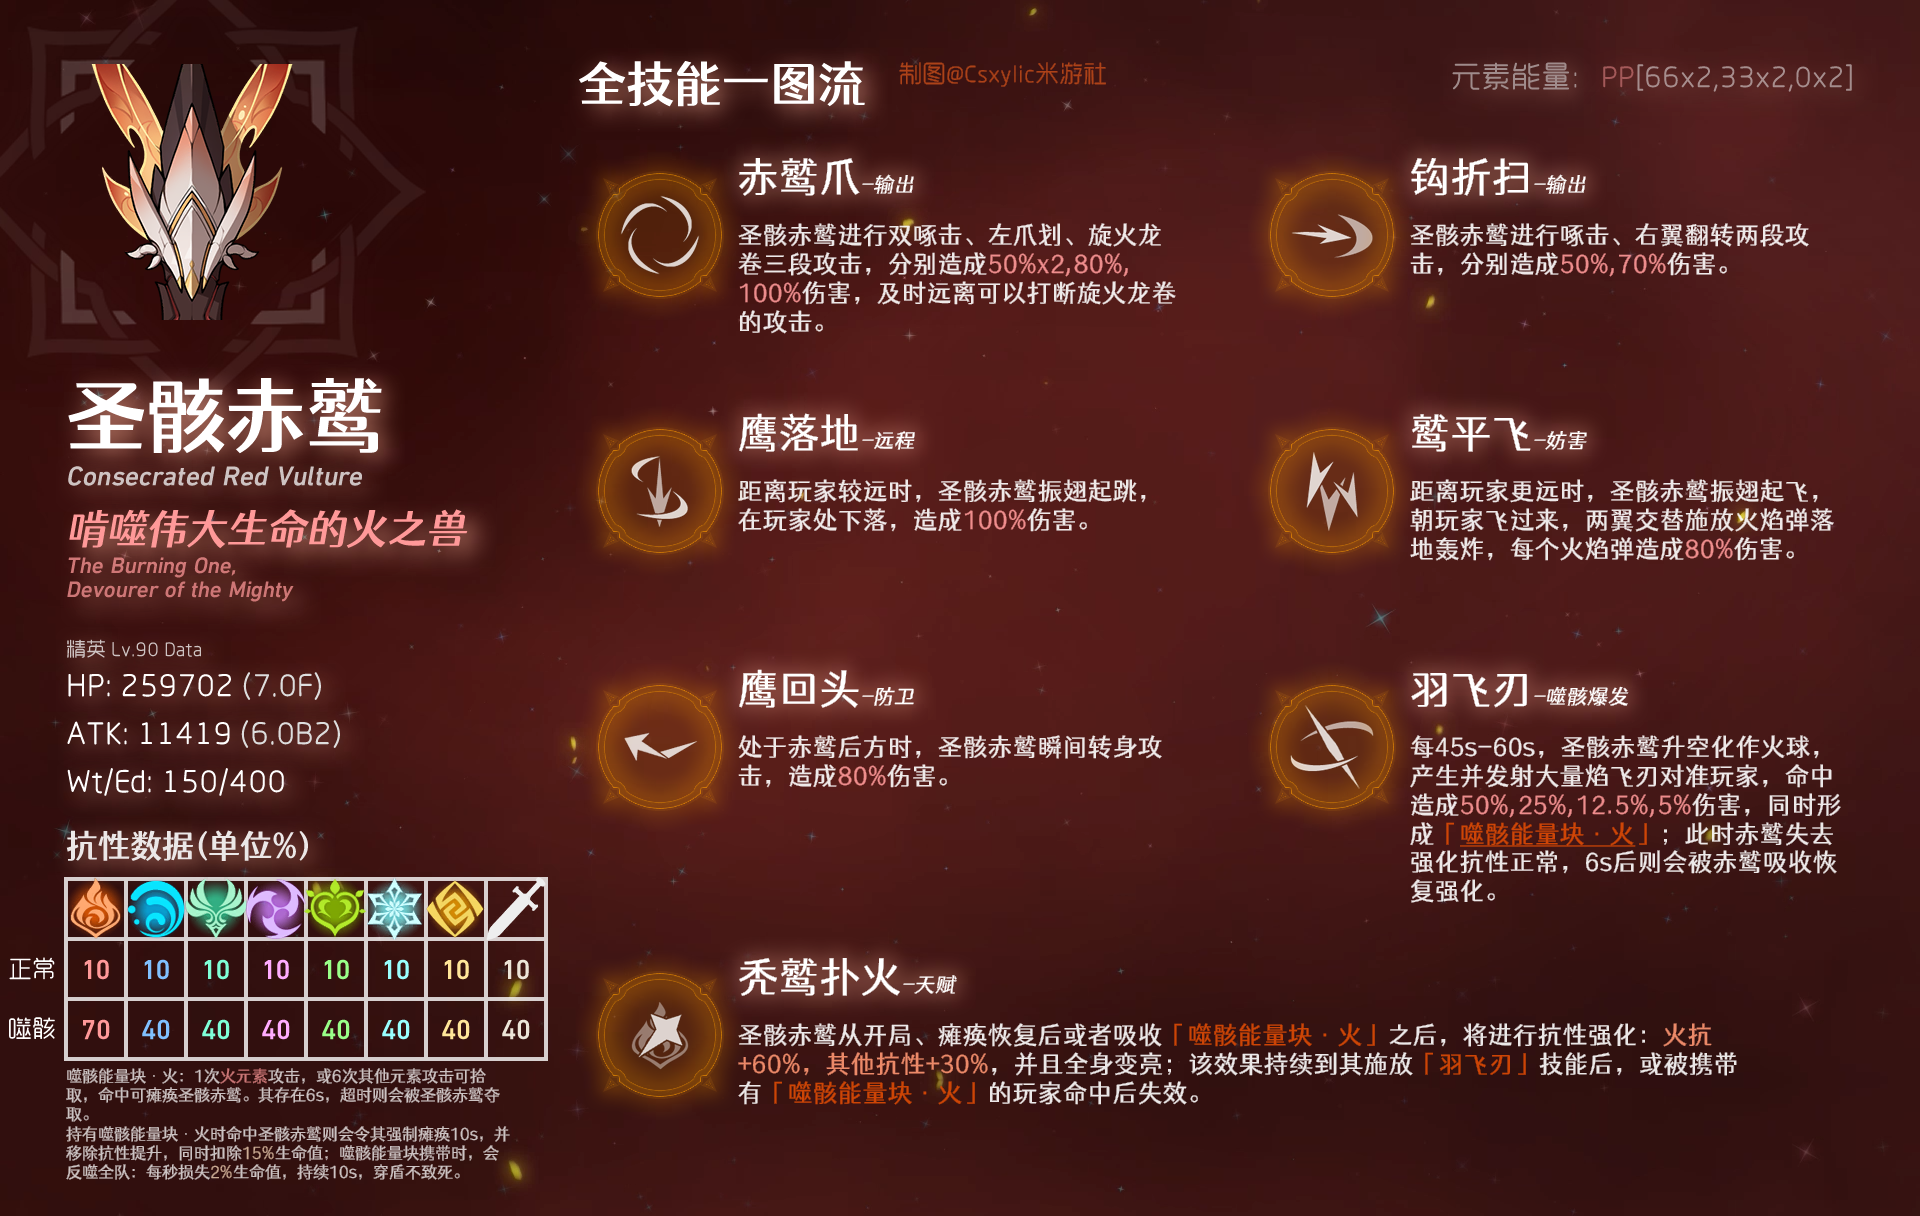 全技能一图流
制图@Csxylic米游社
元素能量: PP[66x2,33x2,0x2]
圣骸赤鹫
Consecrated Red Vulture
啃噬伟大生命的火之兽
The Burning One,
Devourer of the Mighty
精英 Lv.90 Data
HP: 259702 (7.0F)
ATK: 11419 (6.0B2)
Wt/Ed: 150/400
抗性数据(单位%)
正常 10 10 10 10 10 10 10 10
噬骸 70 40 40 40 40 40 40 40
噬骸能量块·火：1次火元素攻击，或6次其他元素攻击可拾
取，命中可瘫痪圣骸赤鹫。其存在6s，超时则会被圣骸赤鹫夺
取。
持有噬骸能量块·火时命中圣骸赤鹫则会令其强制瘫痪10s，并
移除抗性提升，同时扣除15%生命值；噬骸能量块携带时，会
反噬全队：每秒损失2%生命值，持续10s，穿盾不致死。
赤鹫爪-输出
圣骸赤鹫进行双啄击、左爪划、旋火龙
卷三段攻击，分别造成50%x2,80%,
100%伤害，及时远离可以打断旋火龙卷
的攻击。
钩折扫-输出
圣骸赤鹫进行啄击、右翼翻转两段攻
击，分别造成50%,70%伤害。
鹰落地-远程
距离玩家较远时，圣骸赤鹫振翅起跳，
在玩家处下落，造成100%伤害。
鹫平飞-妨害
距离玩家更远时，圣骸赤鹫振翅起飞，
朝玩家飞过来，两翼交替施放火焰弹落
地轰炸，每个火焰弹造成80%伤害。
鹰回头-防卫
处于赤鹫后方时，圣骸赤鹫瞬间转身攻
击，造成80%伤害。
羽飞刃-噬骸爆发
每45s-60s，圣骸赤鹫升空化作火球，
产生并发射大量焰飞刃对准玩家，命中
造成50%,25%,12.5%,5%伤害，同时形
成「噬骸能量块·火」；此时赤鹫失去
强化抗性正常，6s后则会被赤鹫吸收恢
复强化。
秃鹫扑火-天赋
圣骸赤鹫从开局、瘫痪恢复后或者吸收「噬骸能量块·火」之后，将进行抗性强化：火抗
+60%，其他抗性+30%，并且全身变亮；该效果持续到其施放「羽飞刃」技能后，或被携带
有「噬骸能量块·火」的玩家命中后失效。